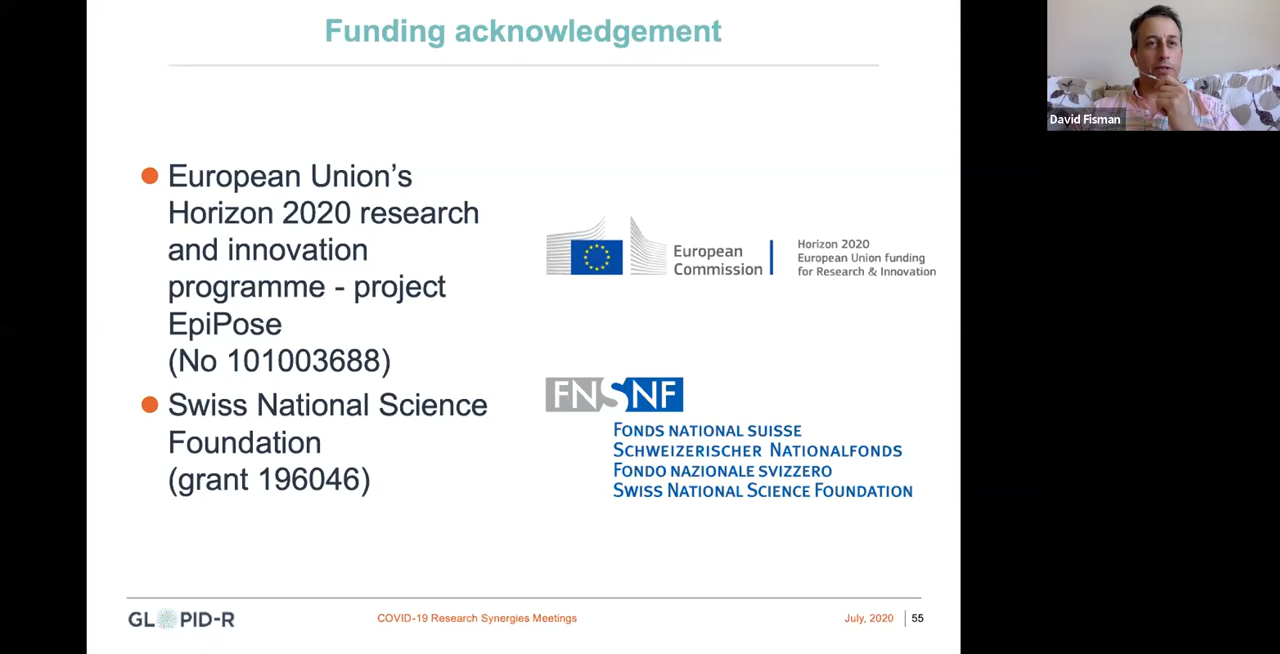 Funding acknowledgement
David Fisman
European Union’s
Horizon 2020 research
and innovation
programme - project
EpiPose
(No 101003688)
Swiss National Science
Foundation
(grant 196046)
European
Commission
Horizon 2020
European Union funding
for Research & Innovation
FNSNF
FONDS NATIONAL SUISSE
SCHWEIZERISCHER NATIONALFONDS
FONDO NAZIONALE SVIZZERO
SWISS NATIONAL SCIENCE FOUNDATION
GLOPID-R
COVID-19 Research Synergies Meetings
July, 2020
55